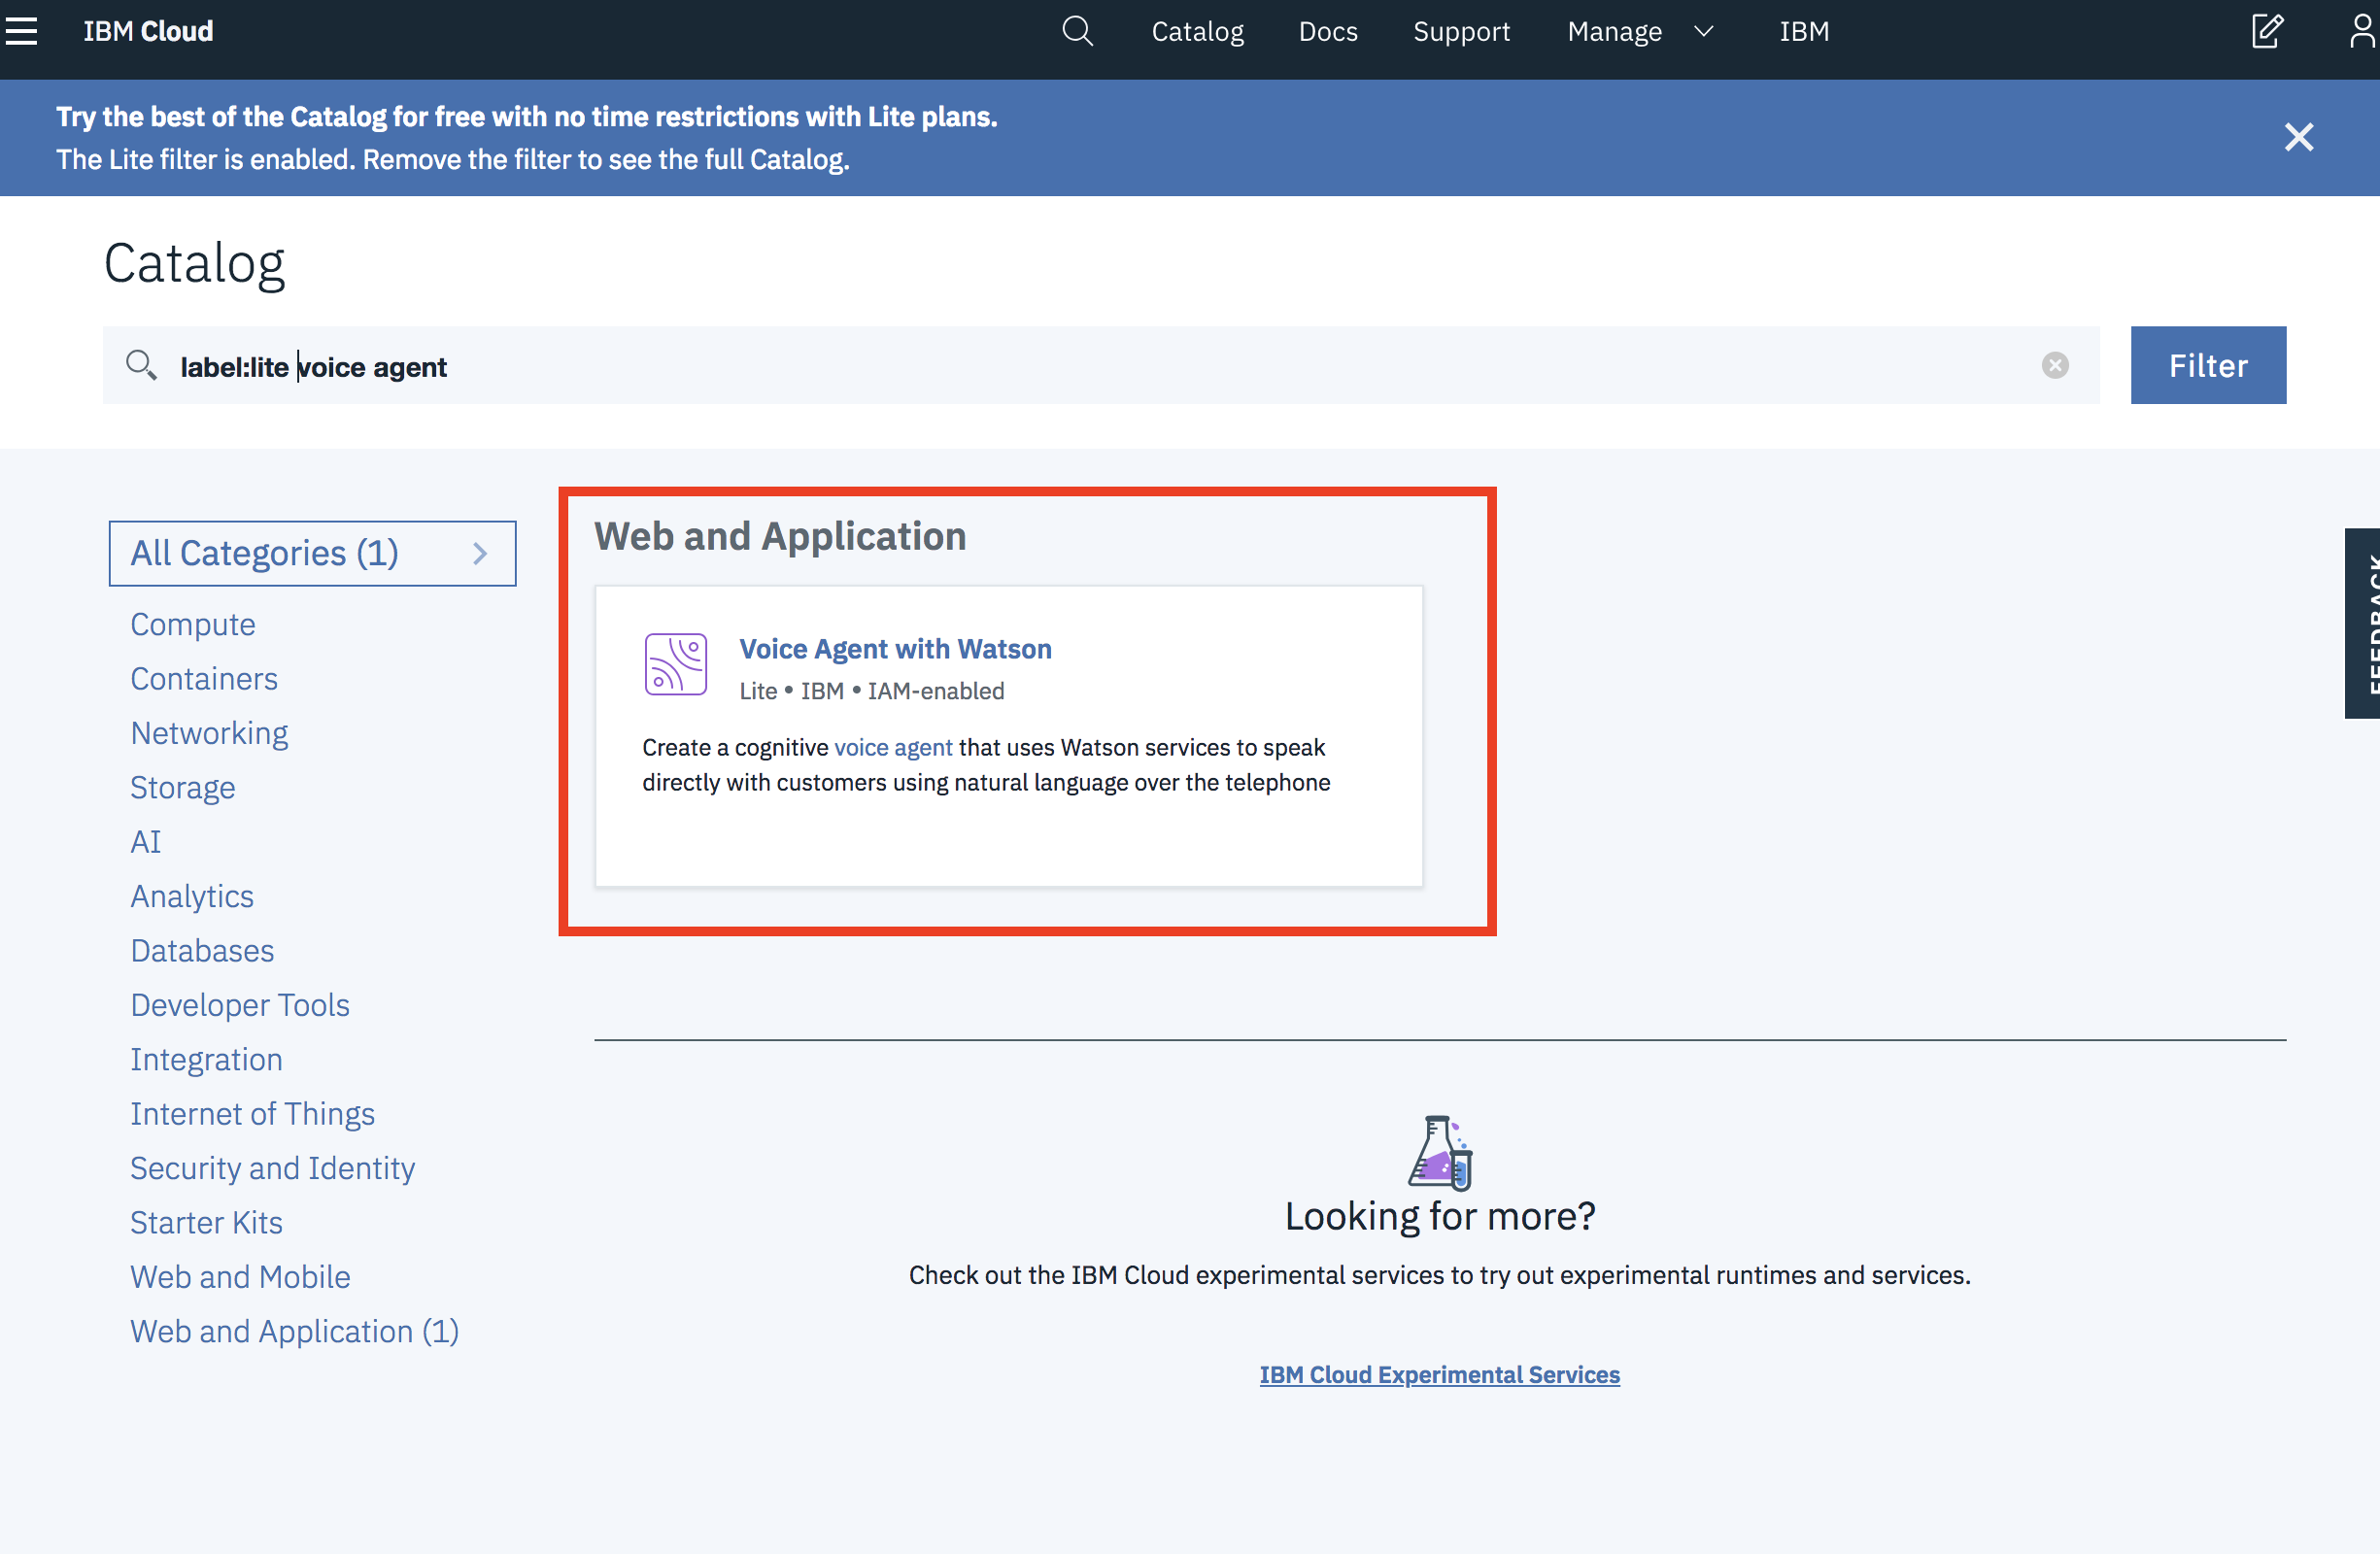 IBM Cloud
Catalog
Docs
Support
Manage
IBM
Try the best of the Catalog for free with no time restrictions with Lite plans.
The Lite filter is enabled. Remove the filter to see the full Catalog.
Catalog
label:lite voice agent
Filter
All Categories (1)
Compute
Containers
Networking
Storage
AI
Analytics
Databases
Developer Tools
Integration
Internet of Things
Security and Identity
Starter Kits
Web and Mobile
Web and Application (1)
Web and Application
Voice Agent with Watson
Lite • IBM • IAM-enabled
Create a cognitive voice agent that uses Watson services to speak
directly with customers using natural language over the telephone
Looking for more?
Check out the IBM Cloud experimental services to try out experimental runtimes and services.
IBM Cloud Experimental Services
FEEDBACK